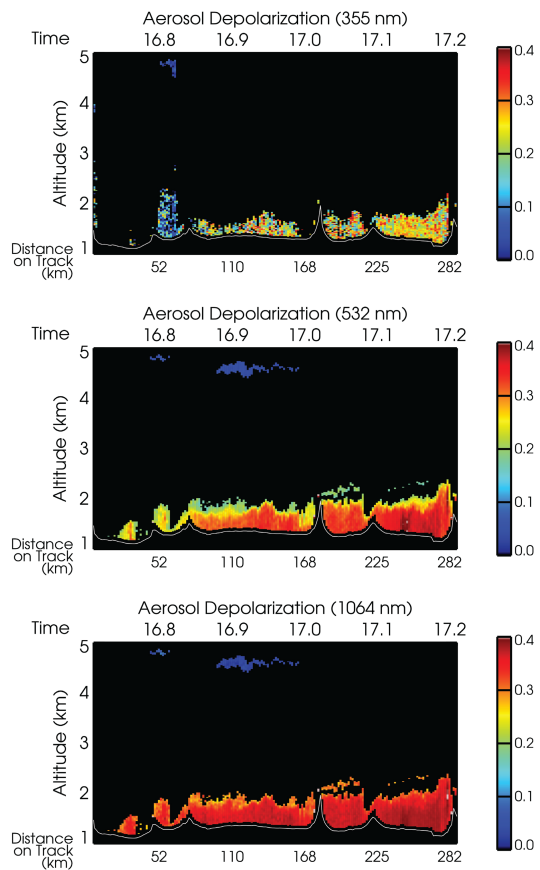 Aerosol Depolarization (355 nm)
Time 16.8 16.9 17.0 17.1 17.2
5
4
3
2
1
Altitude (km)
0.4
0.3
0.2
0.1
0.0
Distance
on Track
(km)
52 110 168 225 282
Aerosol Depolarization (532 nm)
Time 16.8 16.9 17.0 17.1 17.2
5
4
3
2
1
Altitude (km)
0.4
0.3
0.2
0.1
0.0
Distance
on Track
(km)
52 110 168 225 282
Aerosol Depolarization (1064 nm)
Time 16.8 16.9 17.0 17.1 17.2
5
4
3
2
1
Altitude (km)
0.4
0.3
0.2
0.1
0.0
Distance
on Track
(km)
52 110 168 225 282